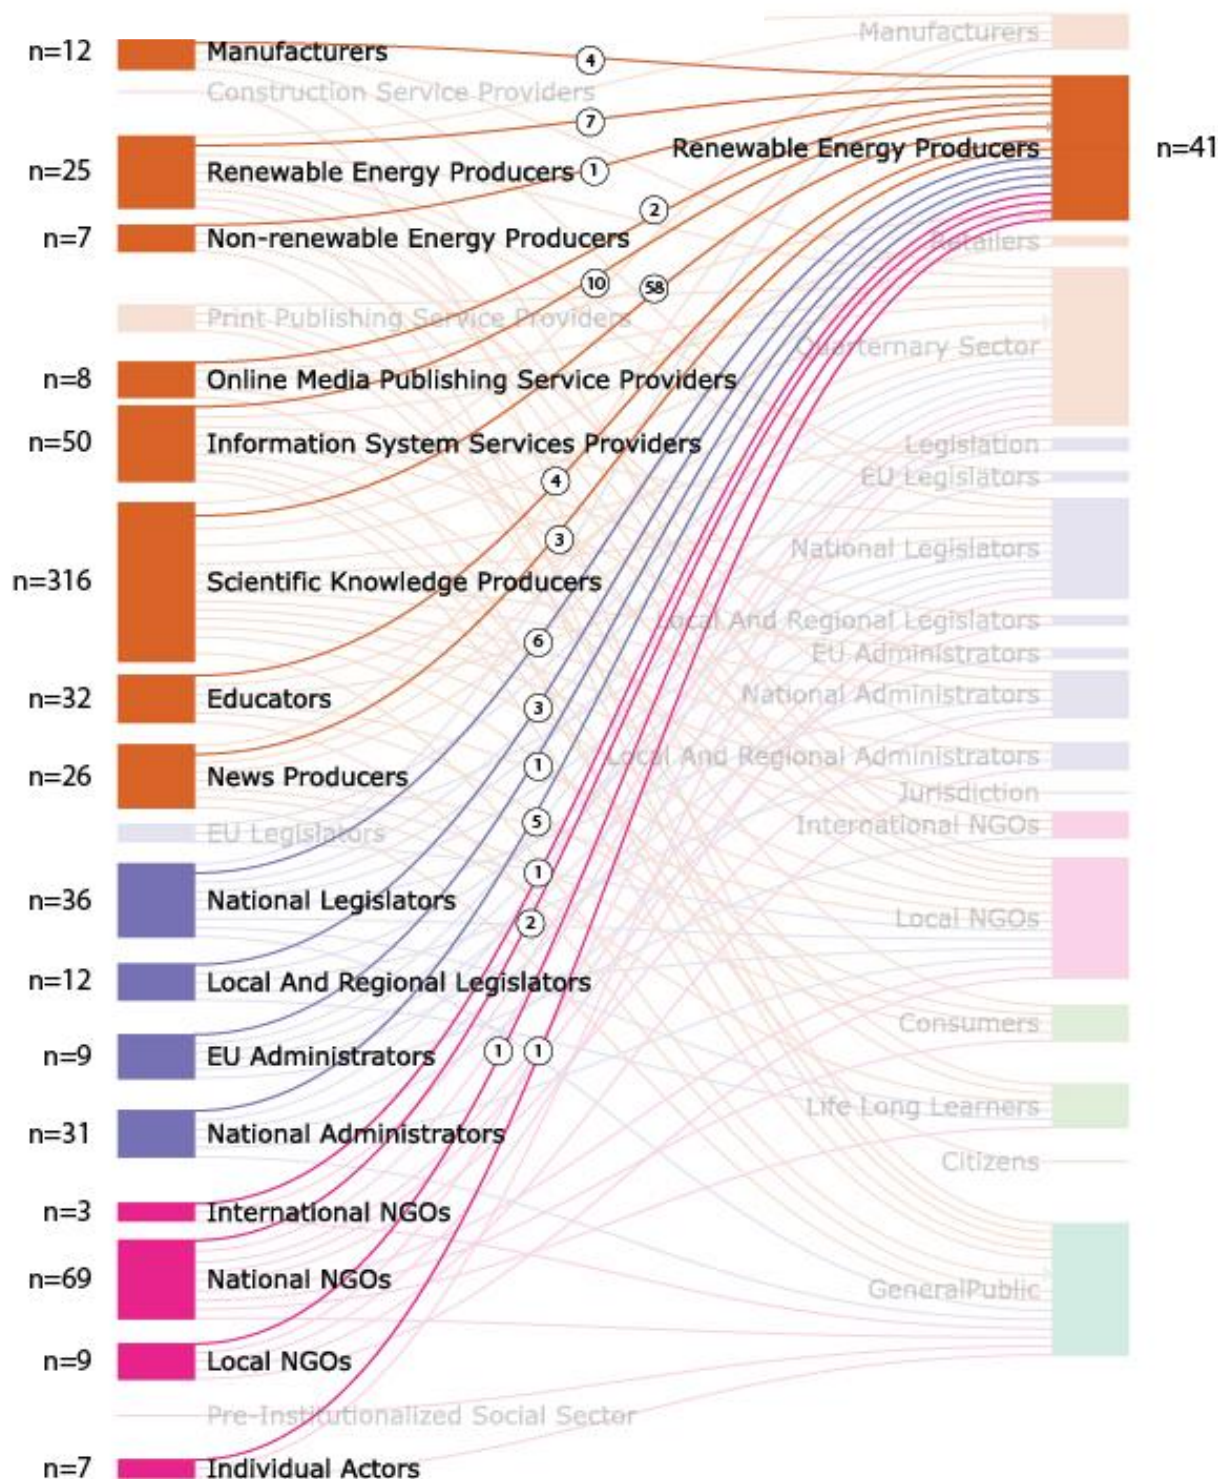 Manufacturers
n=12 Manufacturers
4
Construction Service Providers
7
Renewable Energy Producers n=41
n=25 Renewable Energy Producers
1
2
n=7 Non-renewable Energy Producers
Retailers
10
58
Print Publishing Service Providers
Quarternary Sector
n=8 Online Media Publishing Service Providers
n=50 Information System Services Providers
Legislation
EU Legislators
4
3
National Legislators
n=316 Scientific Knowledge Producers
Local And Regional Legislators
6
EU Administrators
n=32 Educators
National Administrators
3
Local And Regional Administrators
1
n=26 News Producers
Jurisdiction
5
International NGOs
EU Legislators
1
n=36 National Legislators
2
Local NGOs
n=12 Local And Regional Legislators
Consumers
1
1
n=9 EU Administrators
Life Long Learners
n=31 National Administrators
Citizens
n=3 International NGOs
n=69 National NGOs
GeneralPublic
n=9 Local NGOs
Pre-Institutionalized Social Sector
n=7 Individual Actors